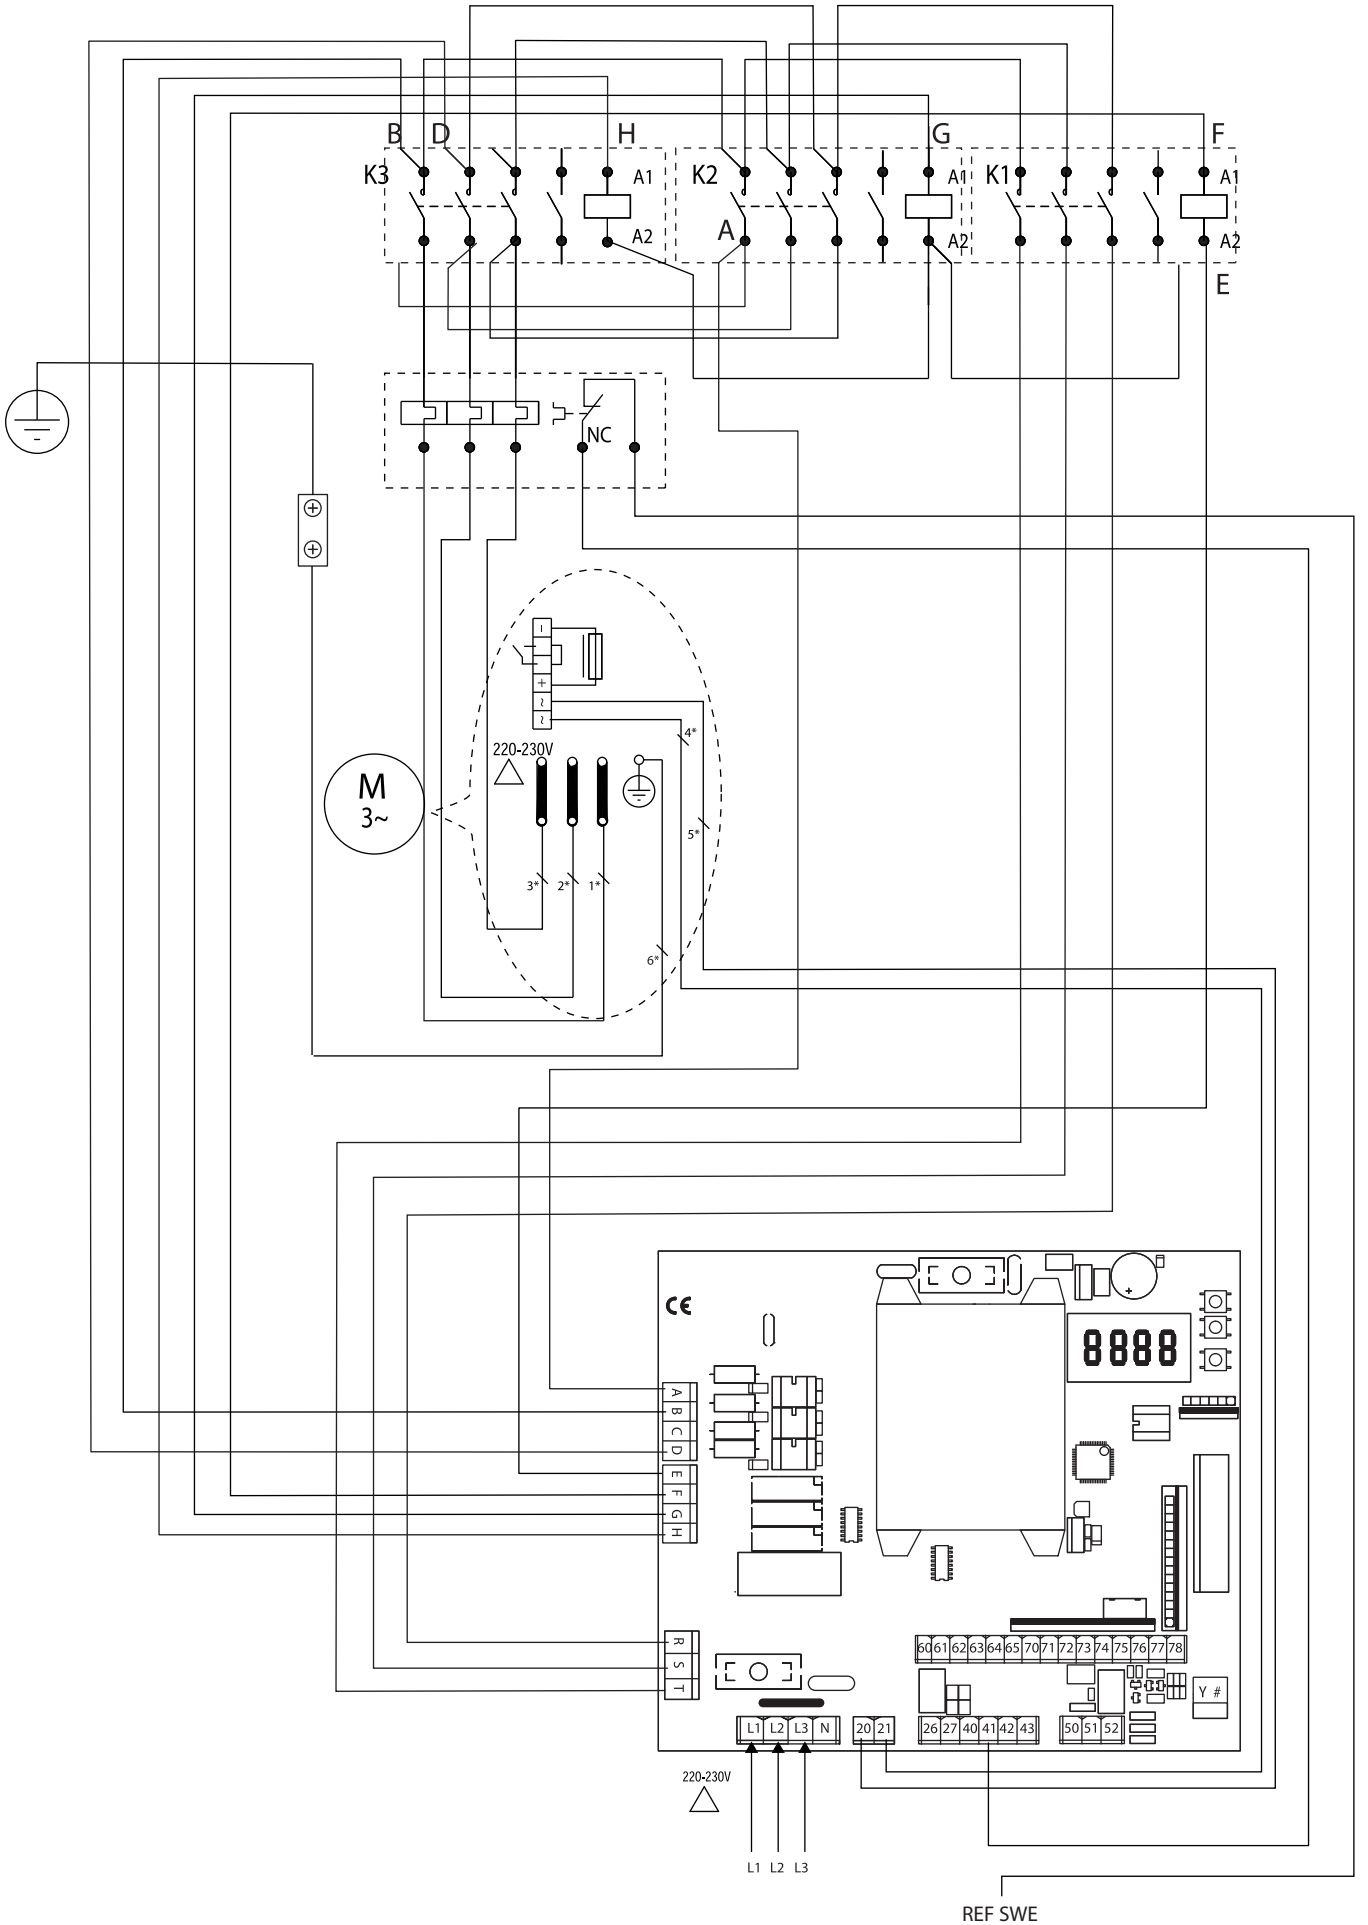 B D H G F
K3 A1 K2 A1 K1 A1
A2 A A2 A2
E
NC
220-230V
4*
M
3~
5*
3* 2* 1*
6*
CE
8888
A
B
C
D
E
F
G
H
R
S
T
60 61 62 63 64 65 70 71 72 73 74 75 76 77 78
Y #
L1 L2 L3 N 20 21 26 27 40 41 42 43 50 51 52
220-230V
L1 L2 L3
REF SWE